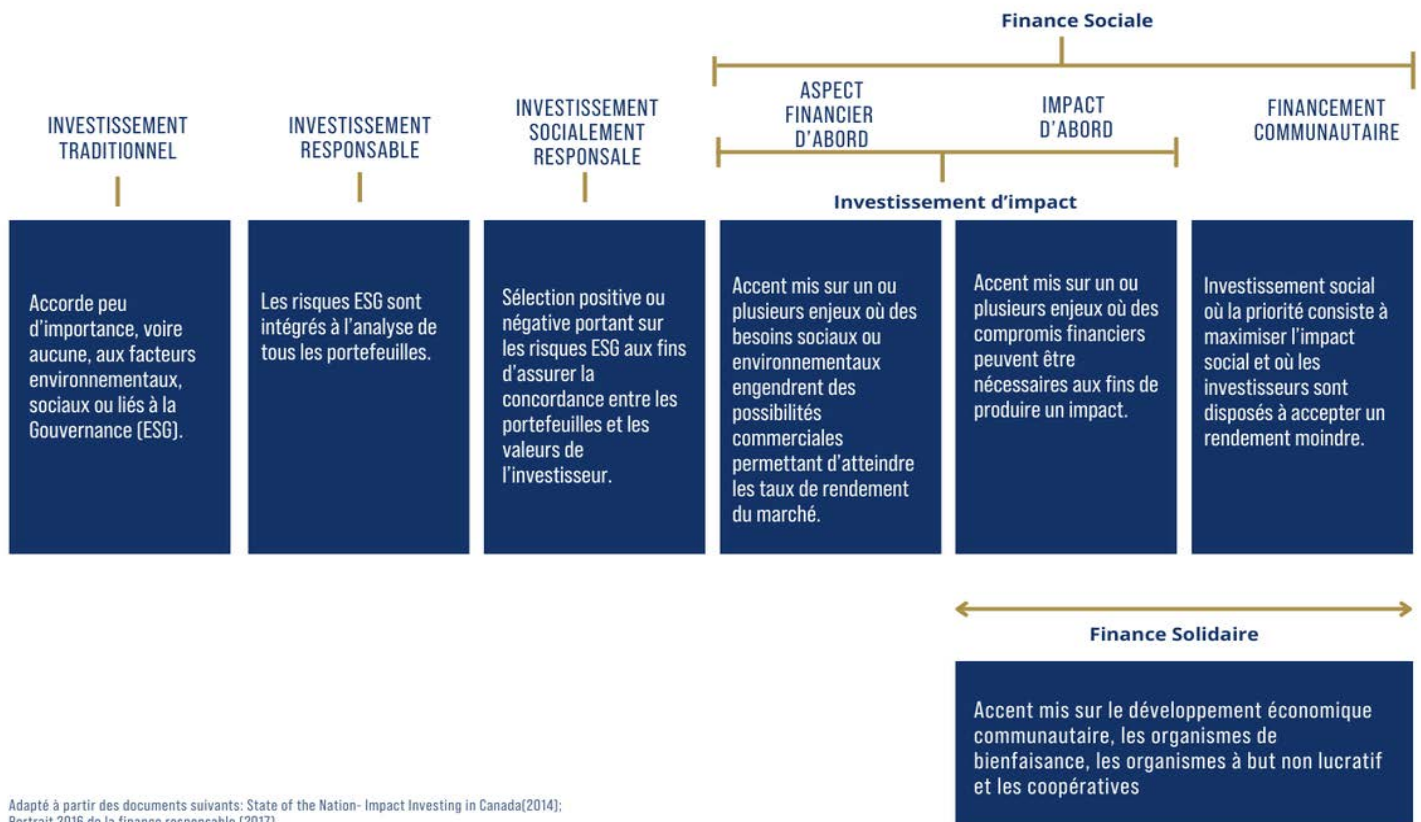 Finance Sociale
INVESTISSEMENT
TRADITIONNEL
INVESTISSEMENT
RESPONSABLE
INVESTISSEMENT
SOCIALEMENT
RESPONSALE
ASPECT
FINANCIER
D'ABORD
IMPACT
D'ABORD
FINANCEMENT
COMMUNAUTAIRE
Investissement d'impact
Accorde peu
d'importance, voire
aucune, aux facteurs
environnementaux,
sociaux ou liés à la
Gouvernance (ESG).
Les risques ESG sont
intégrés à l'analyse de
tous les portefeuilles.
Sélection positive ou
négative portant sur
les risques ESG aux fins
d'assurer la
concordance entre les
portefeuilles et les
valeurs de
l'investisseur.
Accent mis sur un ou
plusieurs enjeux où des
besoins sociaux ou
environnementaux
engendrent des
possibilités
commerciales
permettant d'atteindre
les taux de rendement
du marché.
Accent mis sur un ou
plusieurs enjeux où des
compromis financiers
peuvent être
nécessaires aux fins de
produire un impact.
Investissement social
où la priorité consiste à
maximiser l'impact
social et où les
investisseurs sont
disposés à accepter un
rendement moindre.
Finance Solidaire
Accent mis sur le développement économique
communautaire, les organismes de
bienfaisance, les organismes à but non lucratif
et les coopératives
Adapté à partir des documents suivants: State of the Nation- Impact Investing in Canada(2014);
Portrait 2016 de la finance responsable (2017)